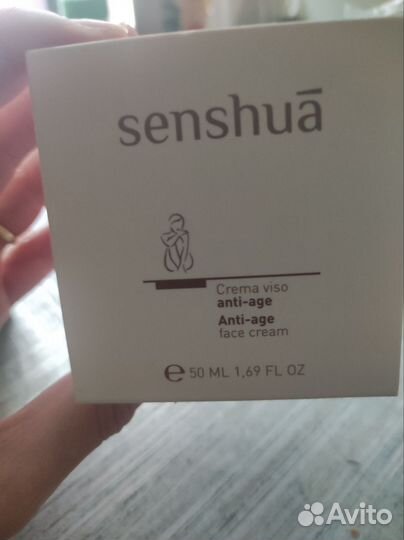 senshuā
Crema viso
anti-age
Anti-age
face cream
℮ 50 ML 1,69 FL OZ
Avito